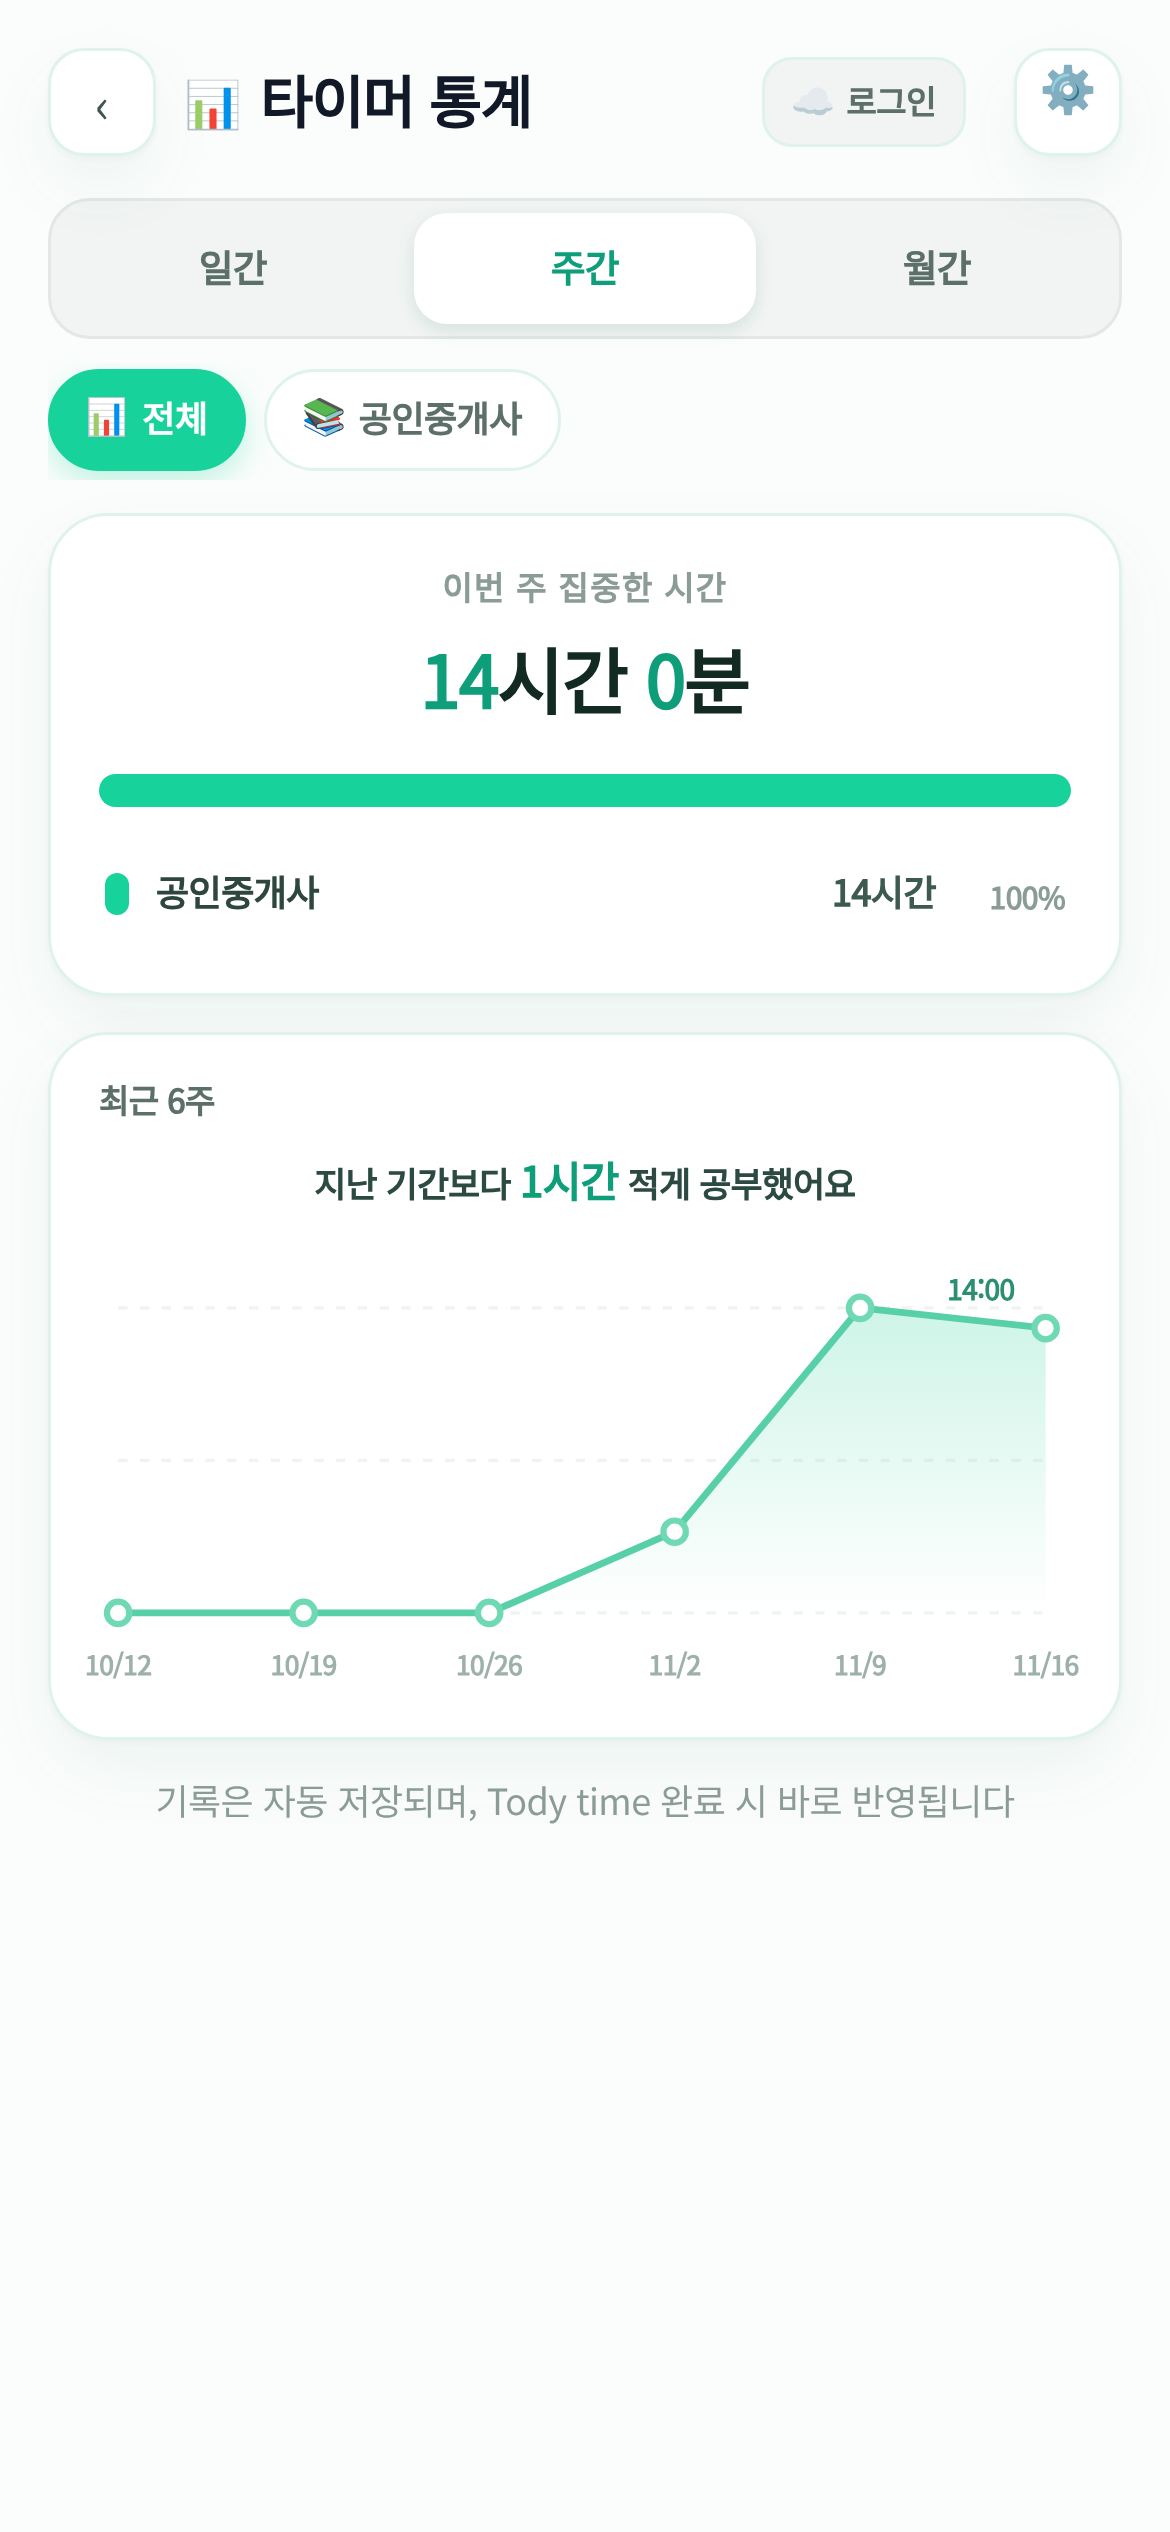 ‹
타이머 통계
로그인
일간
주간
월간
전체
공인중개사
이번 주 집중한 시간
14시간 0분
공인중개사
14시간
100%
최근 6주
지난 기간보다 1시간 적게 공부했어요
14:00
10/12
10/19
10/26
11/2
11/9
11/16
기록은 자동 저장되며, Tody time 완료 시 바로 반영됩니다